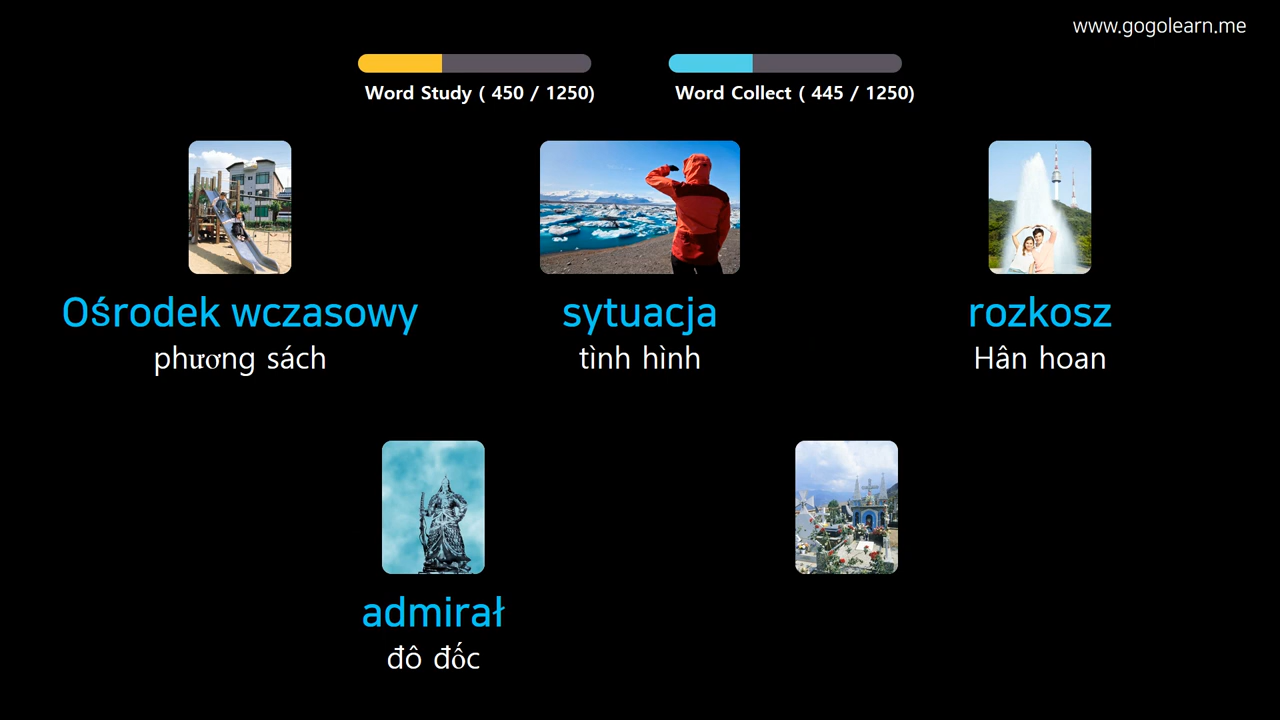 www.gogolearn.me
Word Study ( 450 / 1250)
Word Collect ( 445 / 1250)
Ośrodek wczasowy
phương sách
sytuacja
tình hình
rozkosz
Hân hoan
admirał
đô đốc